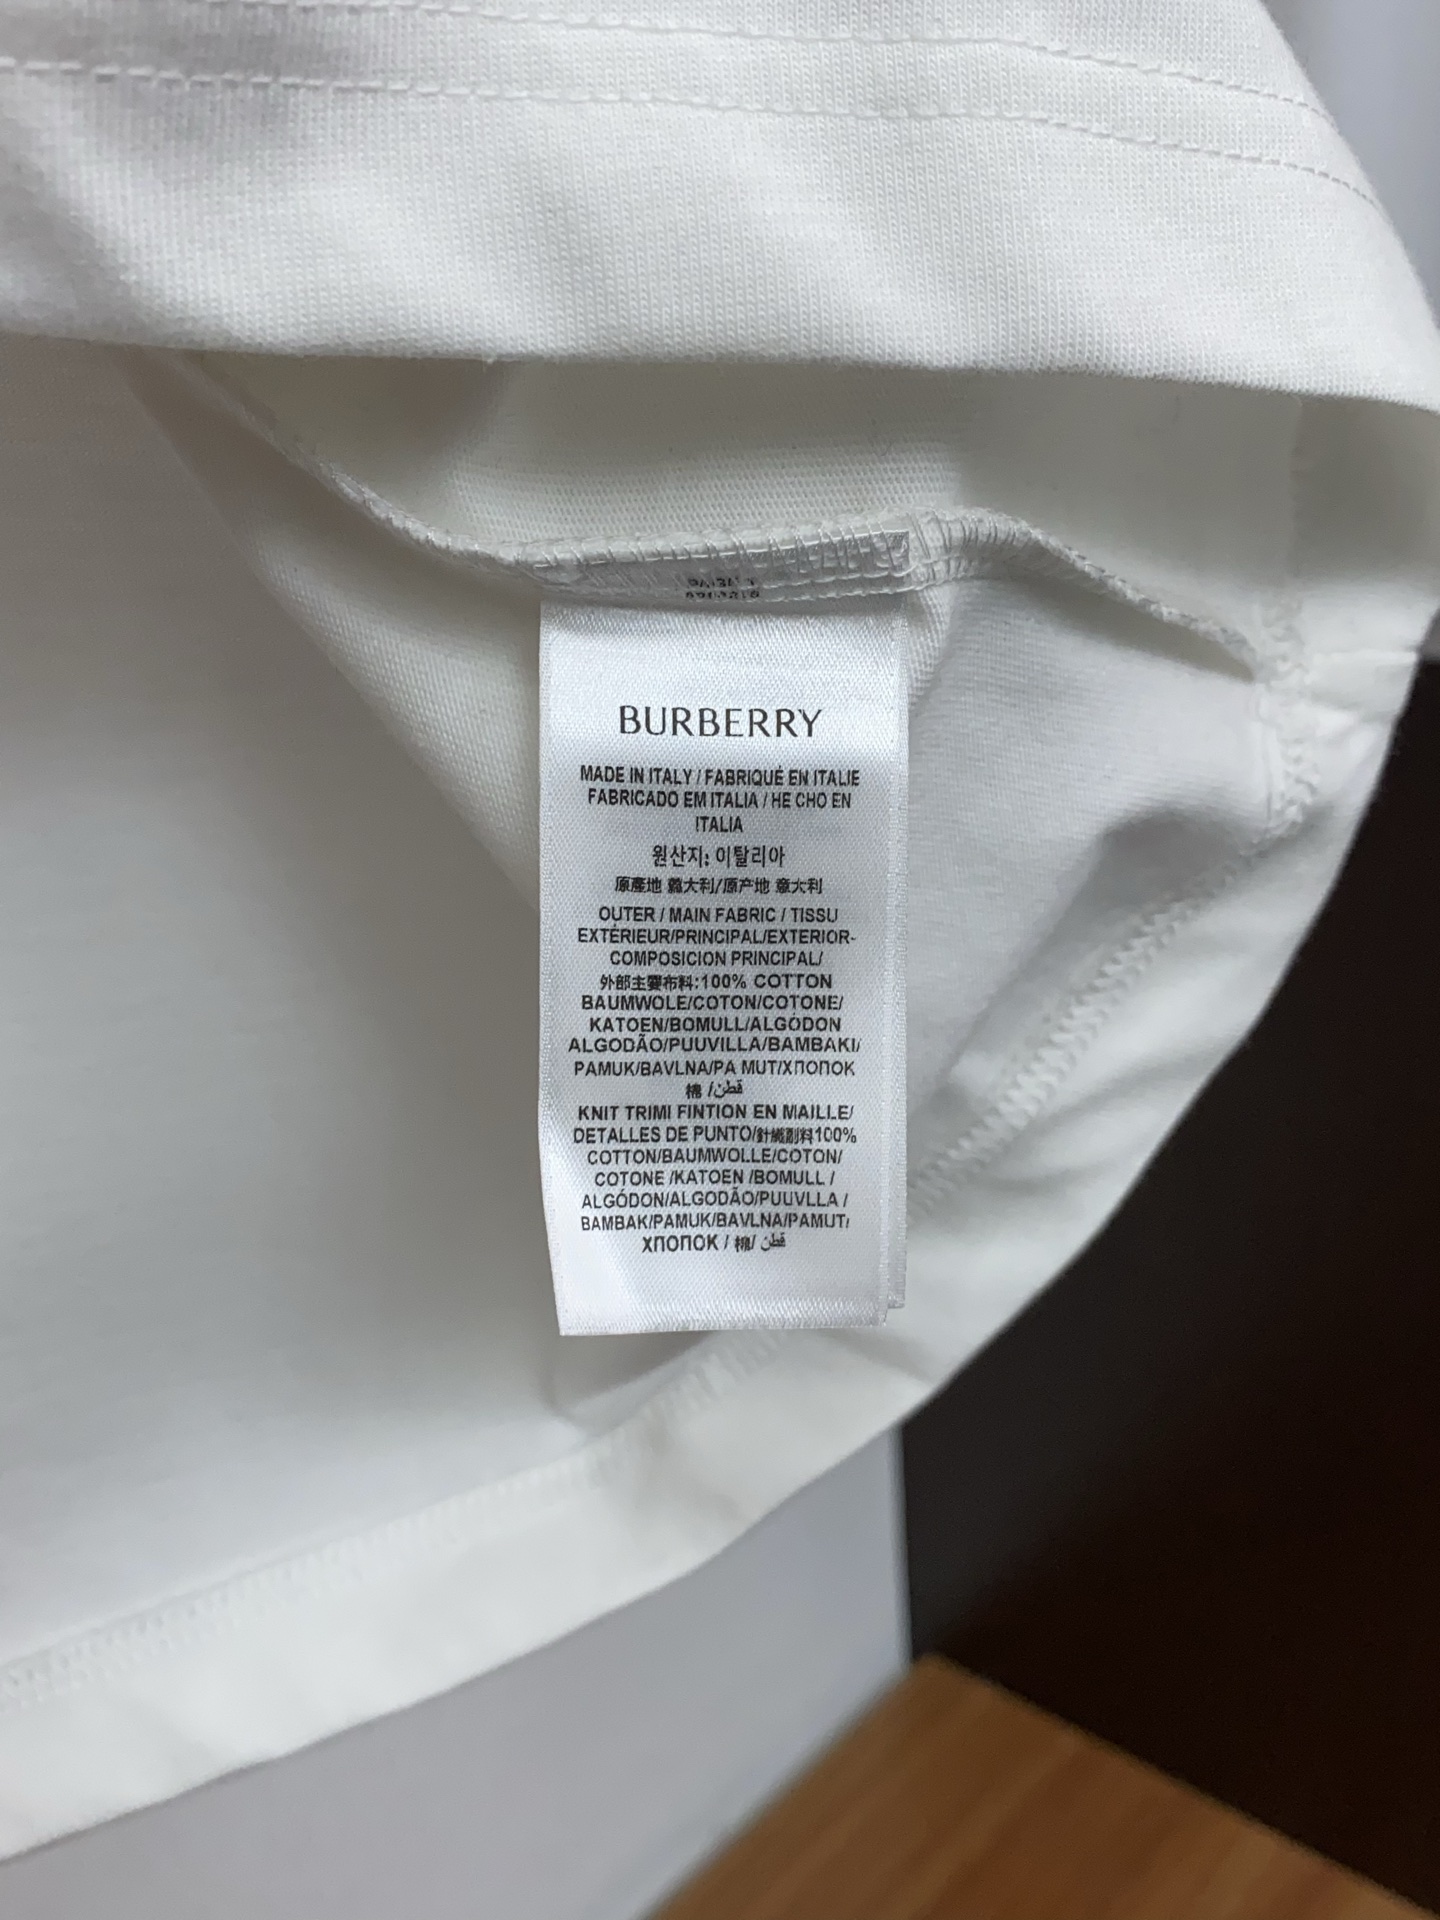 BURBERRY
MADE IN ITALY / FABRIQUÉ EN ITALIE
FABRICADO EM ITALIA / HE CHO EN
ITALIA
원산지: 이탈리아
原產地 義大利/原产地 意大利
OUTER / MAIN FABRIC / TISSU
EXTÉRIEUR/PRINCIPAL/EXTERIOR-
COMPOSICION PRINCIPAL/
外部主要布料:100% COTTON
BAUMWOLE/COTON/COTONE/
KATOEN/BOMULL/ALGÓDON
ALGODÃO/PUUVILLA/BAMBAKI/
PAMUK/BAVLNA/PA MUT/ХПОПОК
棉 /قطن
KNIT TRIMI FINTION EN MAILLE/
DETALLES DE PUNTO/針織副料100%
COTTON/BAUMWOLLE/COTON/
COTONE /KATOEN /BOMULL /
ALGÓDON/ALGODÃO/PUUVLLA /
BAMBAK/PAMUK/BAVLNA/PAMUT/
ХПОПОК / 棉/ قطن